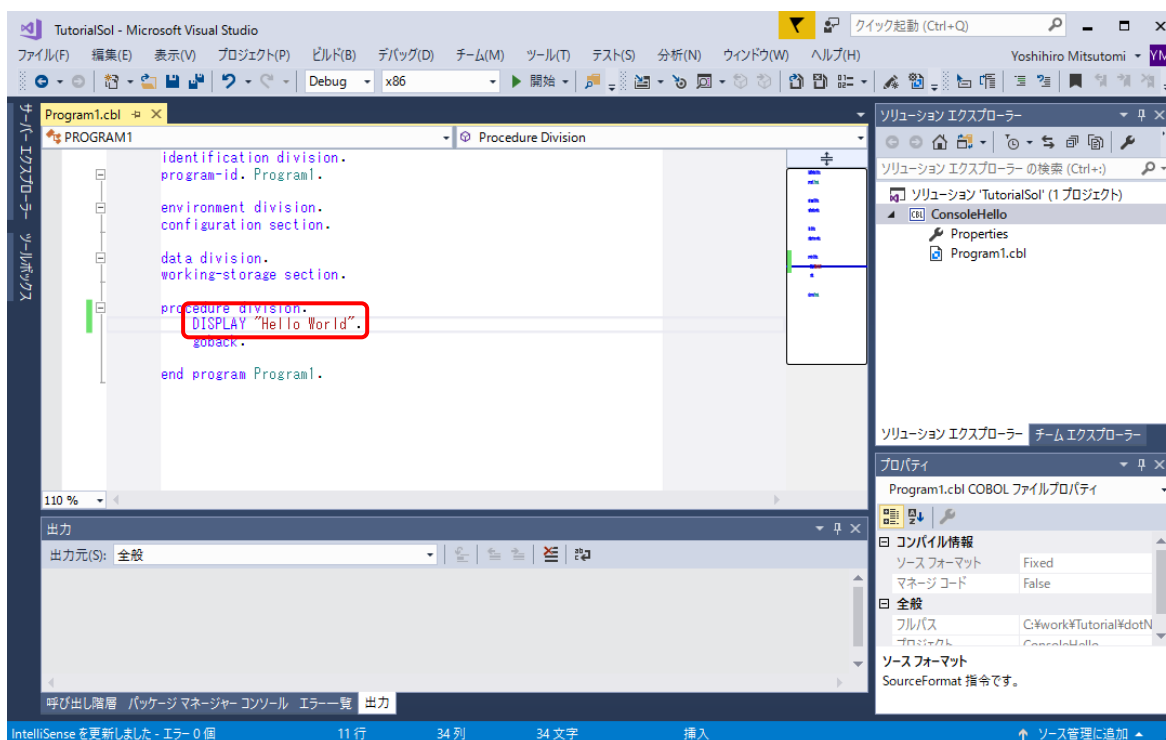 TutorialSol - Microsoft Visual Studio
クイック起動 (Ctrl+Q)
ファイル(F) 編集(E) 表示(V) プロジェクト(P) ビルド(B) デバッグ(D) チーム(M) ツール(T) テスト(S) 分析(N) ウィンドウ(W) ヘルプ(H)
Yoshihiro Mitsutomi
YM
Debug x86 開始
サーバー エクスプローラー
ツールボックス
Program1.cbl
PROGRAM1
Procedure Division
identification division.
program-id. Program1.
environment division.
configuration section.
data division.
working-storage section.
procedure division.
DISPLAY "Hello World".
goback.
end program Program1.
110 %
ソリューション エクスプローラー
ソリューション エクスプローラー の検索 (Ctrl+:)
ソリューション 'TutorialSol' (1 プロジェクト)
CBL ConsoleHello
Properties
Program1.cbl
ソリューション エクスプローラー チーム エクスプローラー
プロパティ
Program1.cbl COBOL ファイルプロパティ
コンパイル情報
ソース フォーマット Fixed
マネージ コード False
全般
フルパス C:¥work¥Tutorial¥dotN
プロジェクト ConsoleHello
ソース フォーマット
SourceFormat 指令です。
出力
出力元(S): 全般
呼び出し階層 パッケージ マネージャー コンソール エラー一覧 出力
IntelliSense を更新しました - エラー 0 個 11 行 34 列 34 文字 挿入 ソース管理に追加